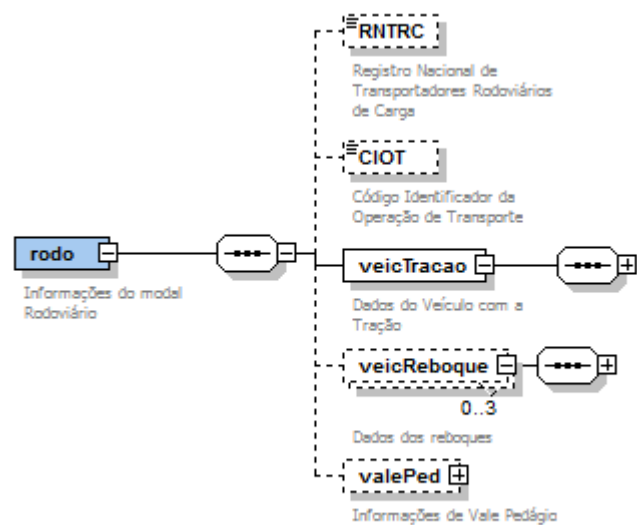 RNTRC
Registro Nacional de
Transportadores Rodoviários
de Carga
CIOT
Código Identificador da
Operação de Transporte
rodo
Informações do modal
Rodoviário
veicTracao
Dados do Veículo com a
Tração
veicReboque
0..3
Dados dos reboques
valePed
Informações de Vale Pedágio